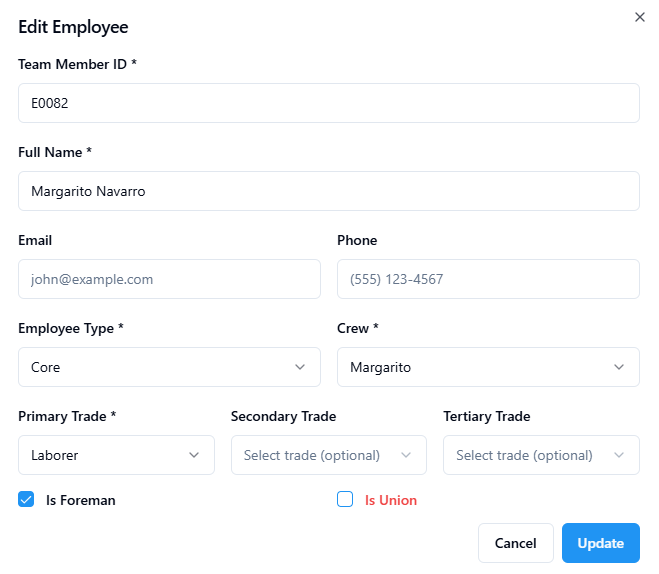 Edit Employee
Team Member ID *
E0082
Full Name *
Margarito Navarro
Email
Phone
john@example.com
(555) 123-4567
Employee Type *
Crew *
Core
Margarito
Primary Trade *
Secondary Trade
Tertiary Trade
Laborer
Select trade (optional)
Select trade (optional)
Is Foreman
Is Union
Cancel
Update